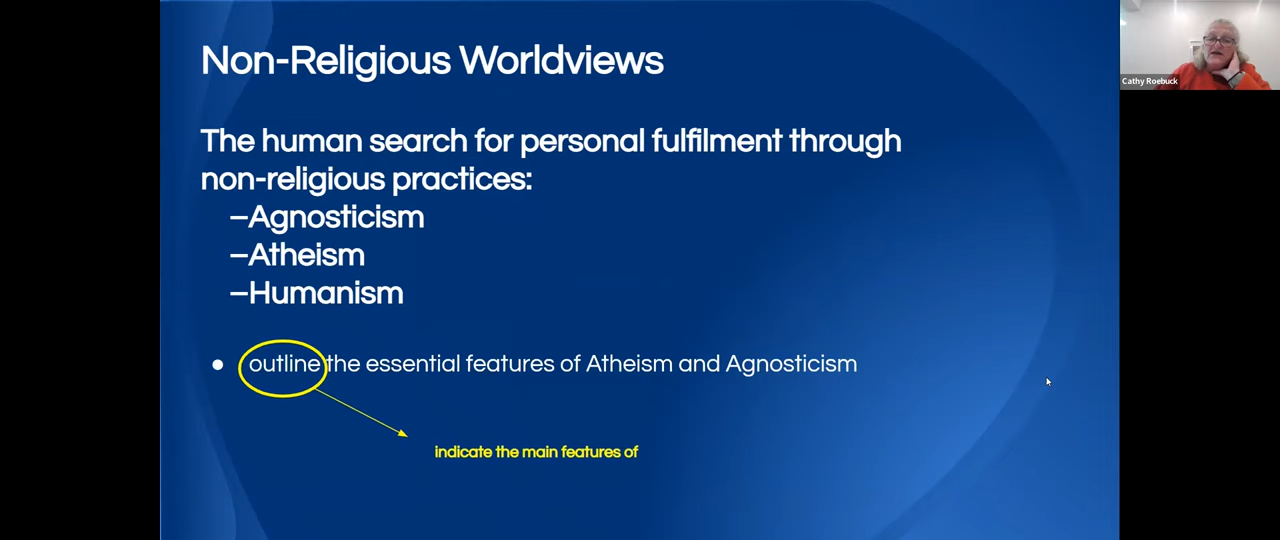 Non-Religious Worldviews
The human search for personal fulfilment through
non-religious practices:
–Agnosticism
–Atheism
–Humanism
● outline the essential features of Atheism and Agnosticism
indicate the main features of
Cathy Roebuck